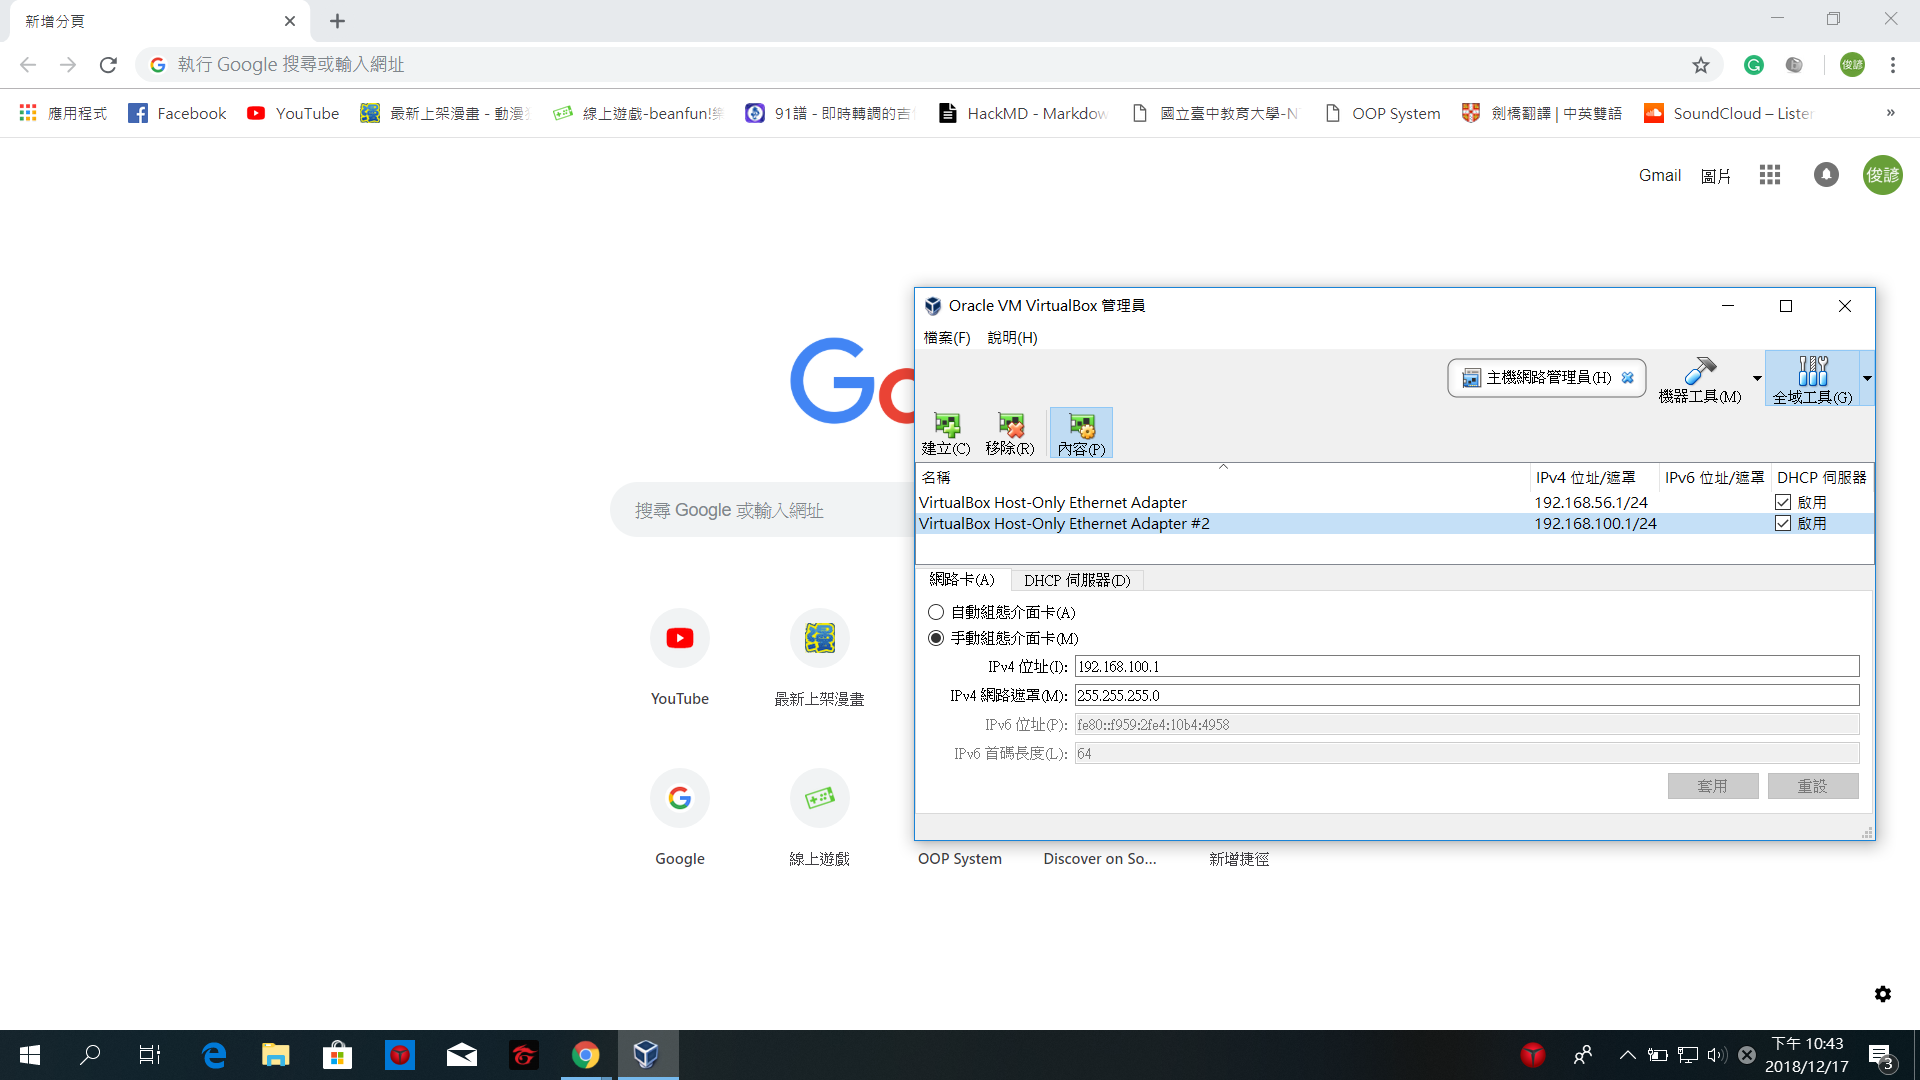 新增分頁
執行 Google 搜尋或輸入網址
俊諺
應用程式 Facebook YouTube 最新上架漫畫 - 動漫 線上遊戲-beanfun! 91譜 - 即時轉調的吉 HackMD - Markdow 國立臺中教育大學-N OOP System 劍橋翻譯 | 中英雙語 SoundCloud – Listen »
Gmail 圖片 俊諺
Go
搜尋 Google 或輸入網址
YouTube 最新上架漫畫
Google 線上遊戲 OOP System Discover on So... 新增捷徑
Oracle VM VirtualBox 管理員
檔案(F) 說明(H)
主機網路管理員(H) 機器工具(M) 全域工具(G)
建立(C) 移除(R) 內容(P)
名稱 IPv4 位址/遮罩 IPv6 位址/遮罩 DHCP 伺服器
VirtualBox Host-Only Ethernet Adapter 192.168.56.1/24 啟用
VirtualBox Host-Only Ethernet Adapter #2 192.168.100.1/24 啟用
網路卡(A) DHCP 伺服器(D)
自動組態介面卡(A)
手動組態介面卡(M)
IPv4 位址(I): 192.168.100.1
IPv4 網路遮罩(M): 255.255.255.0
IPv6 位址(P): fe80::f959:2fe4:10b4:4958
IPv6 首碼長度(L): 64
套用 重設
下午 10:43
2018/12/17
3